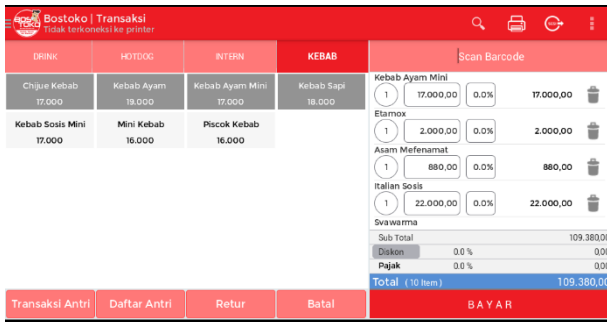 Bostoko | Transaksi
Tidak terkoneksi ke printer
DRINK HOTDOG INTERN KEBAB Scan Barcode
Chijue Kebab Kebab Ayam Kebab Ayam Mini Kebab Sapi
17.000 19.000 17.000 18.000
Kebab Sosis Mini Mini Kebab Piscok Kebab
17.000 16.000 16.000
Kebab Ayam Mini
1 17.000,00 0.0% 17.000,00
Etamox
1 2.000,00 0.0% 2.000,00
Asam Mefenamat
1 880,00 0.0% 880,00
Italian Sosis
1 22.000,00 0.0% 22.000,00
Svawarma
Sub Total 109.380,00
Diskon 0.0 % 0,00
Pajak 0.0 % 0,00
Total (10 Item) 109.380,00
Transaksi Antri Daftar Antri Retur Batal BAYAR